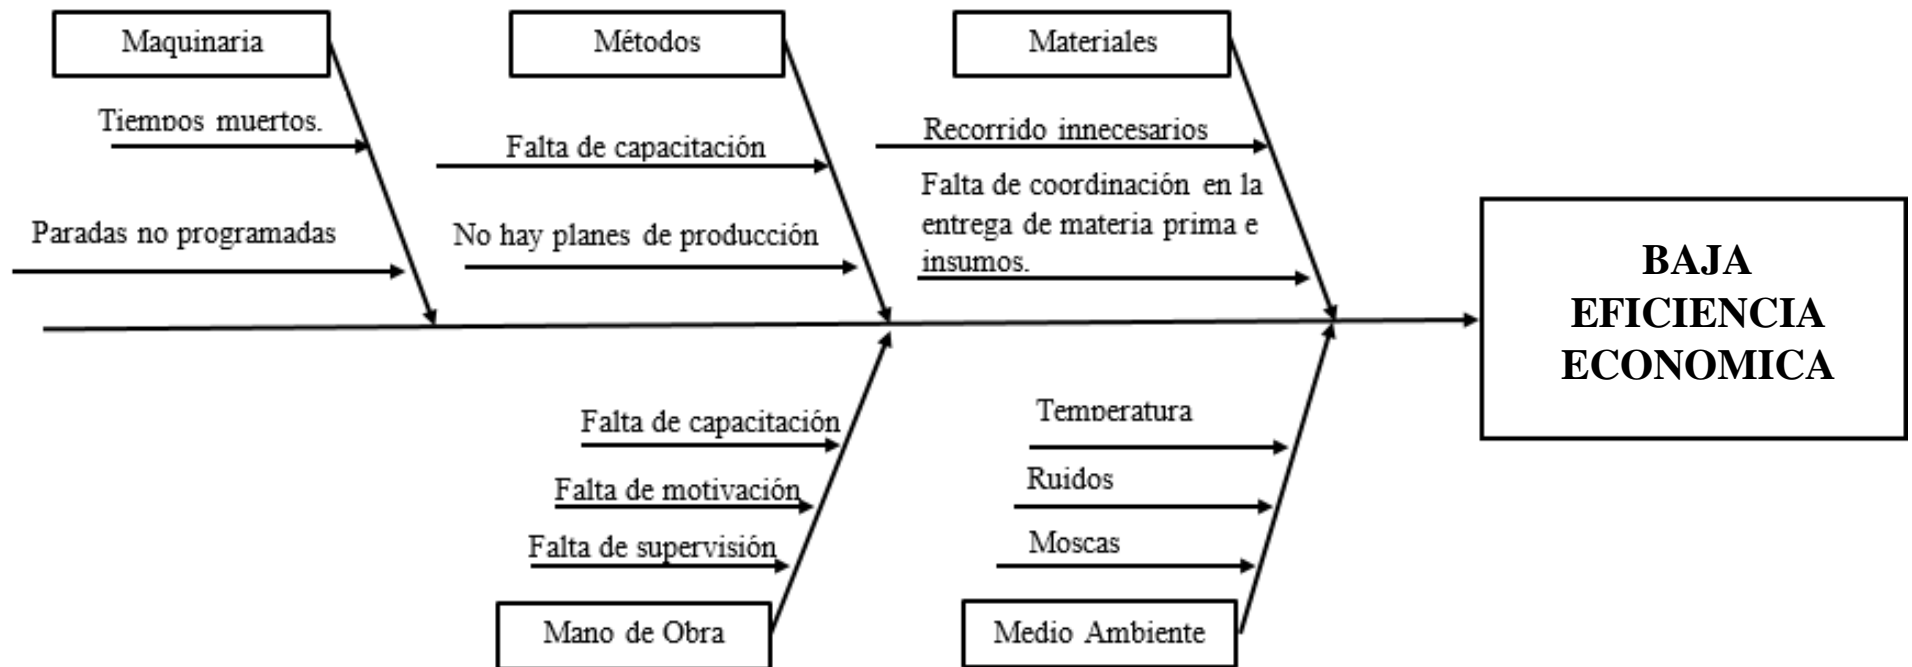 Maquinaria
Métodos
Materiales
Tiempos muertos.
Falta de capacitación
Recorrido innecesarios
Paradas no programadas
No hay planes de producción
Falta de coordinación en la
entrega de materia prima e
insumos.
BAJA
EFICIENCIA
ECONOMICA
Falta de capacitación
Falta de motivación
Falta de supervisión
Temperatura
Ruidos
Moscas
Mano de Obra
Medio Ambiente